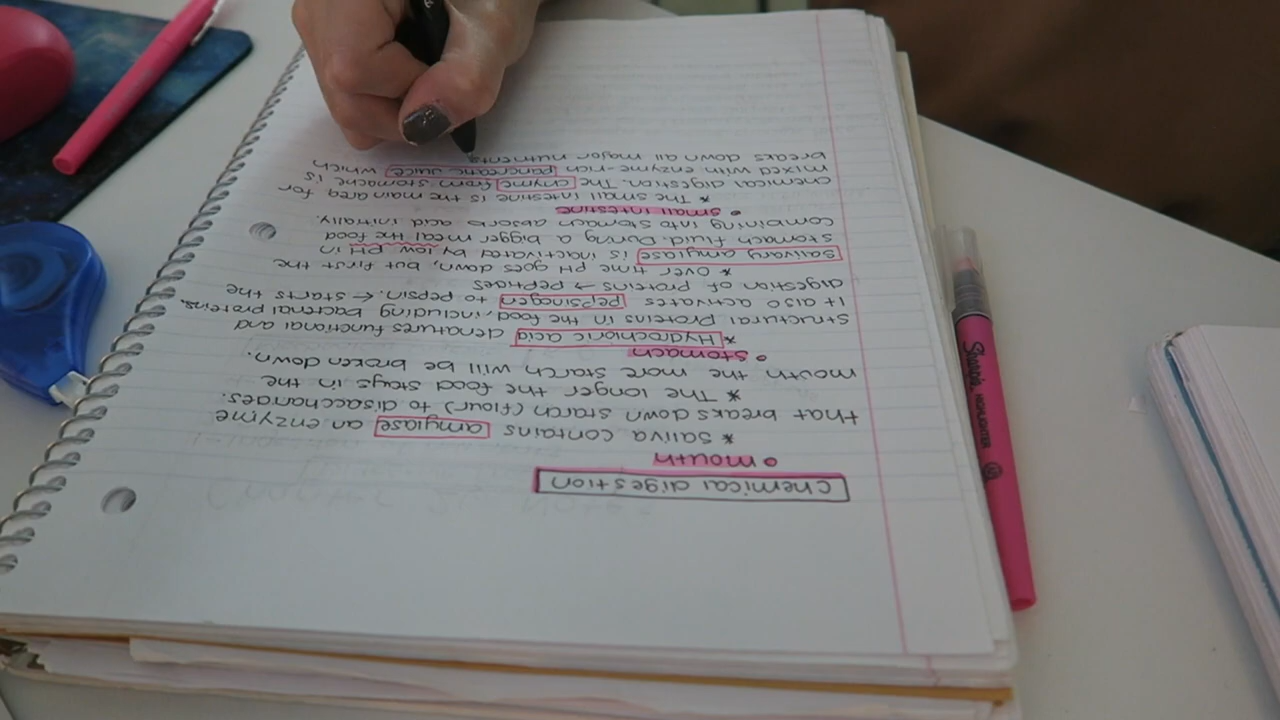 Chemical digestion
• mouth
* Saliva contains amylase an enzyme
that breaks down starch (flour) to disaccharides.
* The longer the food stays in the
mouth the more starch will be broken down.
• stomach
* Hydrochloric acid denatures functional and
structural proteins in the food, including bacterial proteins.
It also activates pepsinogen to pepsin. ← starts the
digestion of proteins → peptides
* Over time pH goes down, but first the
salivary amylase is inactivated by low pH in
stomach fluid. During a bigger meal the food
combining into stomach absorb acid initially.
• small intestine
* The small intestine is the main area for
chemical digestion. The chyme from stomache is
mixed with enzyme-rich pancreatic juice which
breaks down all major nutrients
Sharpie HIGHLIGHTER